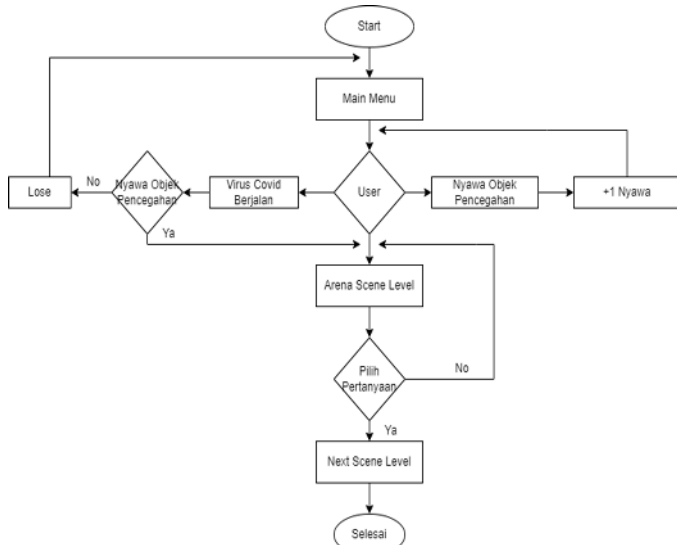 Start
Main Menu
Lose
No
Nyawa Objek
Pencegahan
Virus Covid
Berjalan
User
Nyawa Objek
Pencegahan
+1 Nyawa
Ya
Arena Scene Level
Pilih
Pertanyaan
No
Ya
Next Scene Level
Selesai